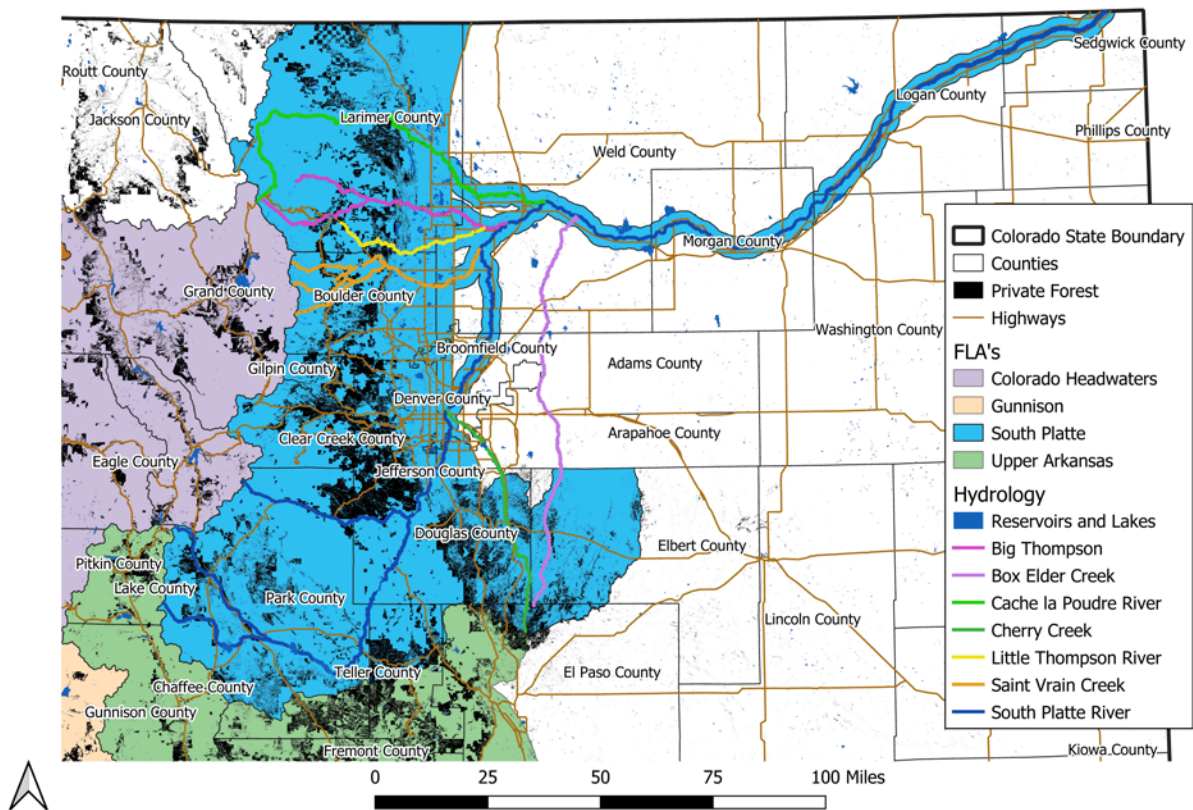 Sedgwick County
Routt County
Logan County
Jackson County
Larimer County
Phillips County
Weld County
Morgan County
Grand County
Boulder County
Washington County
Broomfield County
Adams County
Gilpin County
Denver County
Arapahoe County
Clear Creek County
Eagle County
Jefferson County
Douglas County
Elbert County
Pitkin County
Lake County
Park County
Lincoln County
Teller County
El Paso County
Chaffee County
Gunnison County
Fremont County
Kiowa County
Colorado State Boundary
Counties
Private Forest
Highways
FLA's
Colorado Headwaters
Gunnison
South Platte
Upper Arkansas
Hydrology
Reservoirs and Lakes
Big Thompson
Box Elder Creek
Cache la Poudre River
Cherry Creek
Little Thompson River
Saint Vrain Creek
South Platte River
0 25 50 75 100 Miles